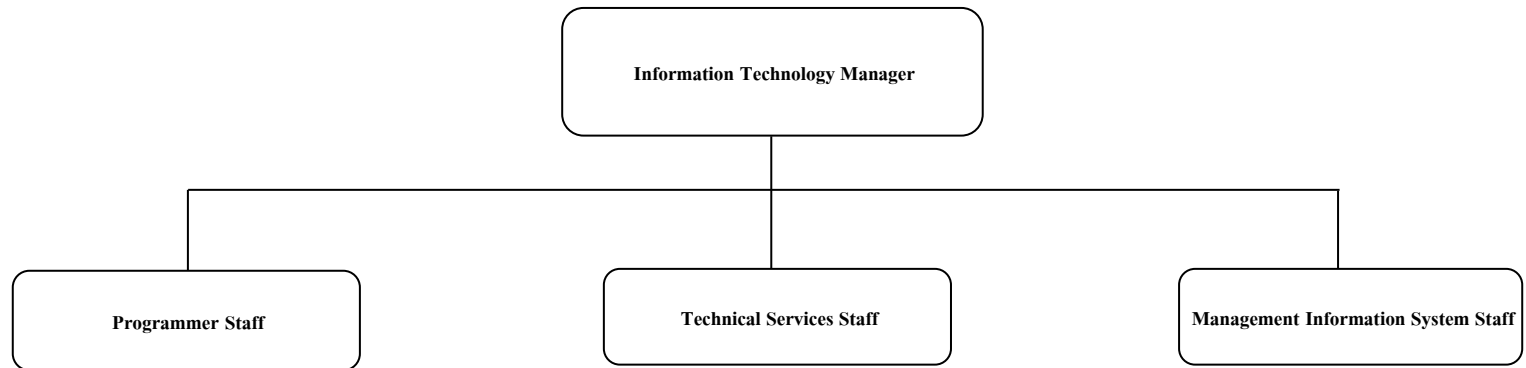 Information Technology Manager
Programmer Staff
Technical Services Staff
Management Information System Staff